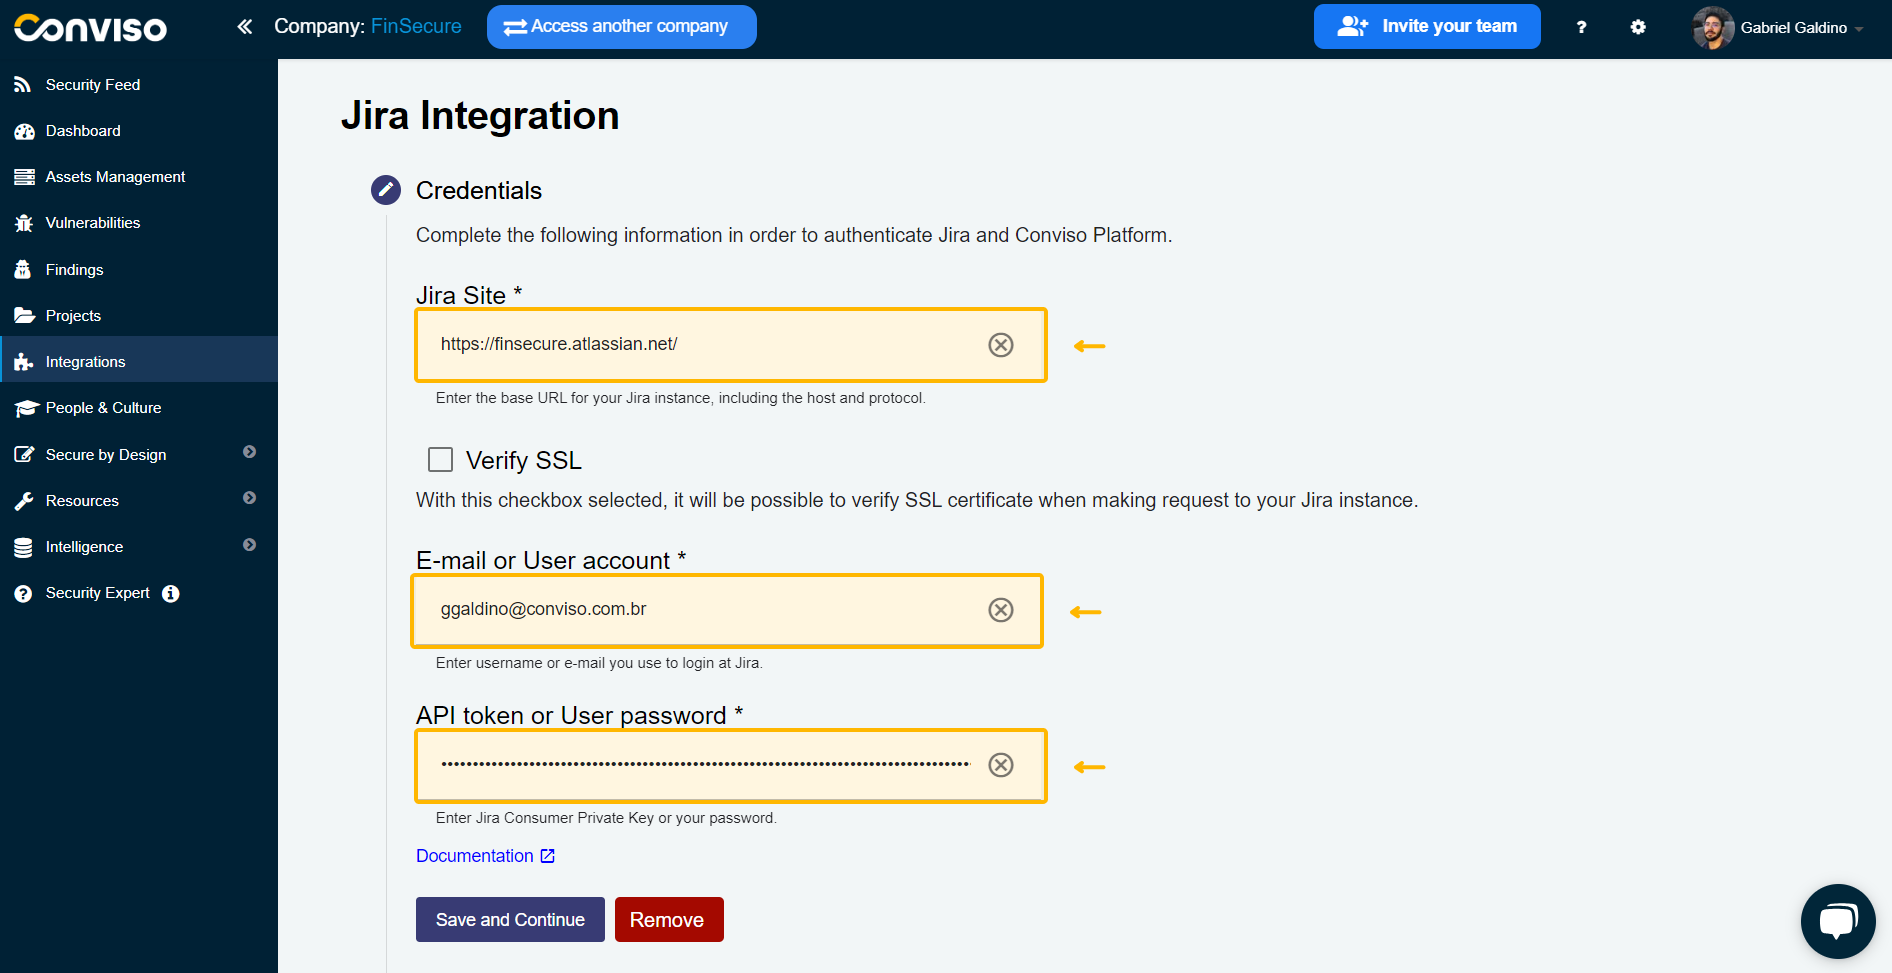 Conviso
Company: FinSecure
Access another company
Invite your team
?
Gabriel Galdino
Security Feed
Dashboard
Assets Management
Vulnerabilities
Findings
Projects
Integrations
People & Culture
Secure by Design
Resources
Intelligence
Security Expert
Jira Integration
Credentials
Complete the following information in order to authenticate Jira and Conviso Platform.
Jira Site *
https://finsecure.atlassian.net/
Enter the base URL for your Jira instance, including the host and protocol.
Verify SSL
With this checkbox selected, it will be possible to verify SSL certificate when making request to your Jira instance.
E-mail or User account *
ggaldino@conviso.com.br
Enter username or e-mail you use to login at Jira.
API token or User password *
Enter Jira Consumer Private Key or your password.
Documentation
Save and Continue
Remove